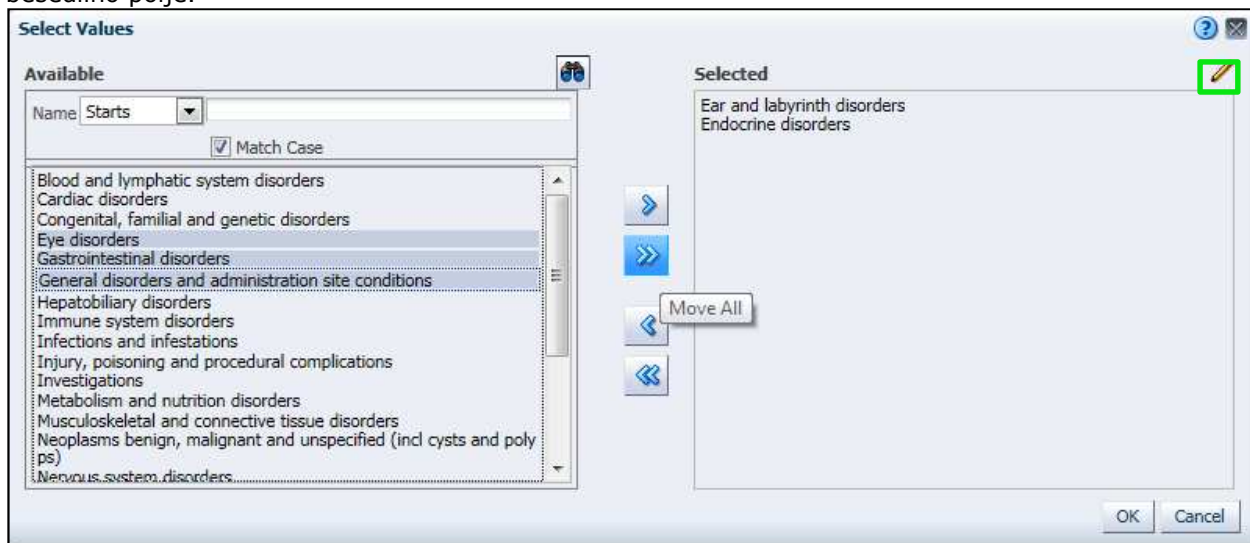 besedilno polje.
Select Values
Available
Selected
Name Starts
Match Case
Blood and lymphatic system disorders
Cardiac disorders
Congenital, familial and genetic disorders
Eye disorders
Gastrointestinal disorders
General disorders and administration site conditions
Hepatobiliary disorders
Immune system disorders
Infections and infestations
Injury, poisoning and procedural complications
Investigations
Metabolism and nutrition disorders
Musculoskeletal and connective tissue disorders
Neoplasms benign, malignant and unspecified (incl cysts and poly
ps)
Nervous system disorders
Move All
Ear and labyrinth disorders
Endocrine disorders
OK
Cancel